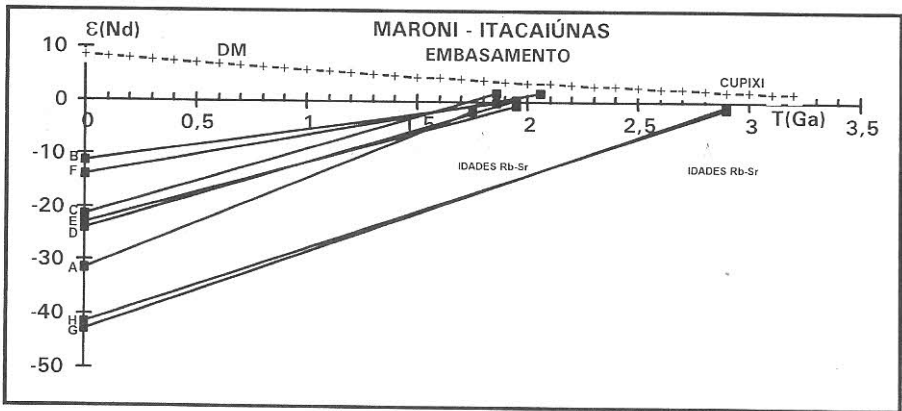 ε(Nd)
MARONI - ITACAIÚNAS
EMBASAMENTO
10
DM
CUPIXI
0
0 0,5 1 5 2 2,5 3 T(Ga) 3,5
-10
B
F
IDADES Rb-Sr
IDADES Rb-Sr
-20
C
E
D
-30
A
-40
H
G
-50